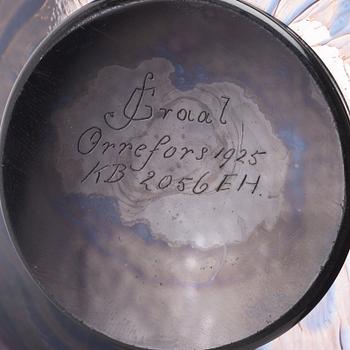 Graal
Orrefors 1925
KB 2056 EH.